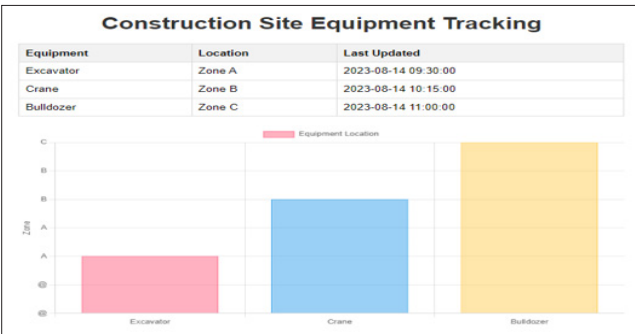 Construction Site Equipment Tracking
Equipment Location Last Updated
Excavator Zone A 2023-08-14 09:30:00
Crane Zone B 2023-08-14 10:15:00
Bulldozer Zone C 2023-08-14 11:00:00
Equipment Location
C
B
B
Zone
A
A
@
@
Excavator Crane Bulldozer